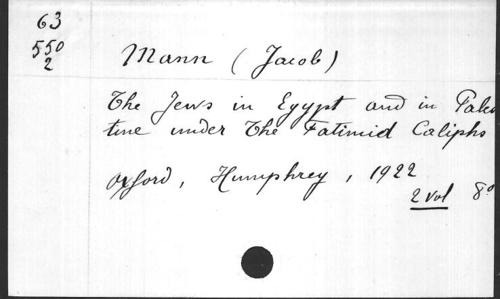 63
550
2
Mann (Jacob)
The Jews in Egypt and in Pales
tine under The Fatimid Caliphs
Oxford, Humphrey, 1922
2 vol 8°